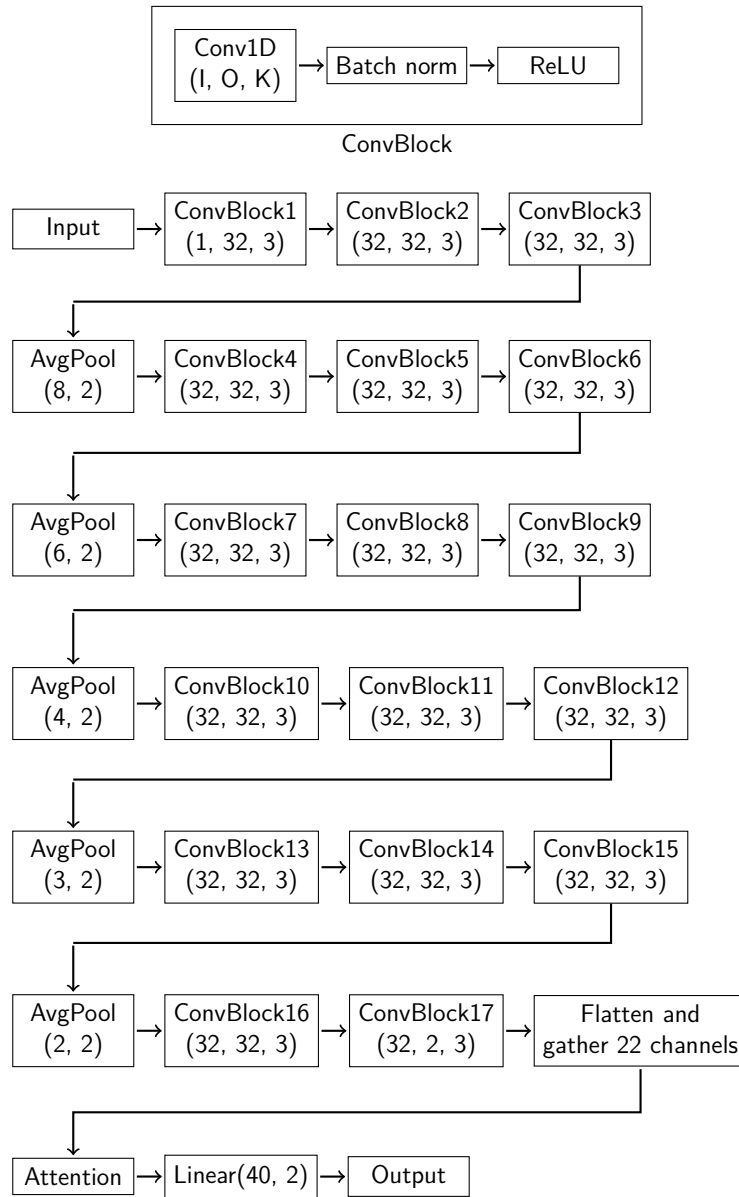 Conv1D
(I, O, K)
Batch norm
ReLU
ConvBlock
Input
ConvBlock1
(1, 32, 3)
ConvBlock2
(32, 32, 3)
ConvBlock3
(32, 32, 3)
AvgPool
(8, 2)
ConvBlock4
(32, 32, 3)
ConvBlock5
(32, 32, 3)
ConvBlock6
(32, 32, 3)
AvgPool
(6, 2)
ConvBlock7
(32, 32, 3)
ConvBlock8
(32, 32, 3)
ConvBlock9
(32, 32, 3)
AvgPool
(4, 2)
ConvBlock10
(32, 32, 3)
ConvBlock11
(32, 32, 3)
ConvBlock12
(32, 32, 3)
AvgPool
(3, 2)
ConvBlock13
(32, 32, 3)
ConvBlock14
(32, 32, 3)
ConvBlock15
(32, 32, 3)
AvgPool
(2, 2)
ConvBlock16
(32, 32, 3)
ConvBlock17
(32, 2, 3)
Flatten and
gather 22 channels
Attention
Linear(40, 2)
Output